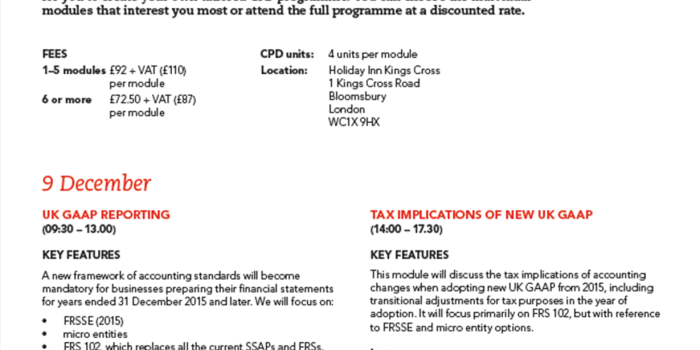 modules that interest you most or attend the full programme at a discounted rate.
FEES
1–5 modules £92 + VAT (£110)
per module
6 or more £72.50 + VAT (£87)
per module
CPD units: 4 units per module
Location: Holiday Inn Kings Cross
1 Kings Cross Road
Bloomsbury
London
WC1X 9HX
9 December
UK GAAP REPORTING
(09:30 – 13.00)
KEY FEATURES
A new framework of accounting standards will become
mandatory for businesses preparing their financial statements
for years ended 31 December 2015 and later. We will focus on:
• FRSSE (2015)
• micro entities
• FRS 102, which replaces all the current SSAPs and FRSs,
TAX IMPLICATIONS OF NEW UK GAAP
(14:00 – 17.30)
KEY FEATURES
This module will discuss the tax implications of accounting
changes when adopting new UK GAAP from 2015, including
transitional adjustments for tax purposes in the year of
adoption. It will focus primarily on FRS 102, but with reference
to FRSSE and micro entity options.